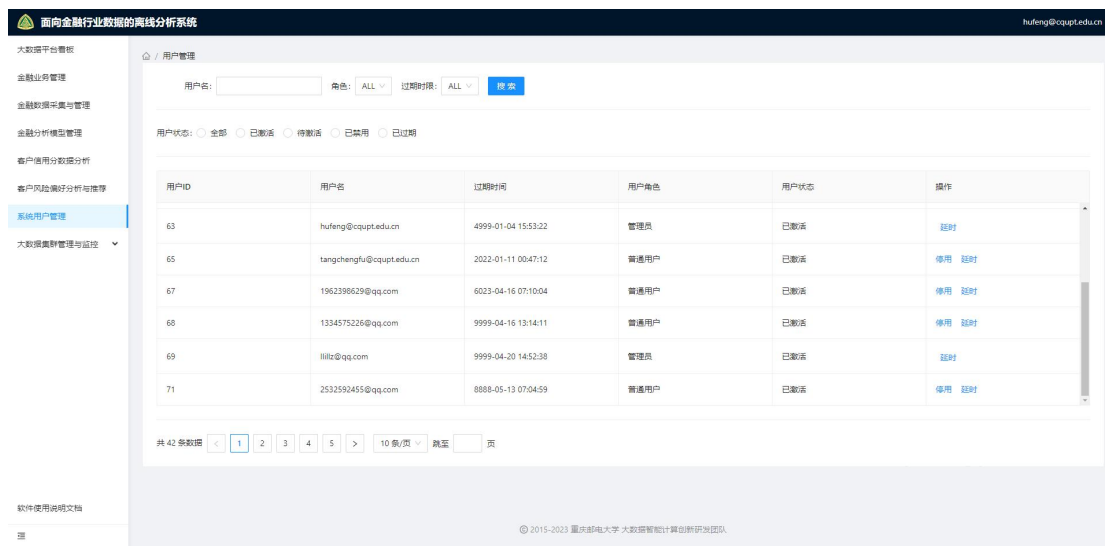 面向金融行业数据的离线分析系统 hufeng@cqupt.edu.cn
大数据平台看板
金融业务管理
金融数据采集与管理
金融分析模型管理
客户信用分数据分析
客户风险偏好分析与推荐
系统用户管理
大数据集群管理与监控
软件使用说明文档
/ 用户管理
用户名: 角色: ALL 过期时限: ALL 搜索
用户状态: 全部 已激活 待激活 已禁用 已过期
用户ID 用户名 过期时间 用户角色 用户状态 操作
63 hufeng@cqupt.edu.cn 4999-01-04 15:53:22 管理员 已激活 延时
65 tangchengfu@cqupt.edu.cn 2022-01-11 00:47:12 普通用户 已激活 停用 延时
67 1962398629@qq.com 6023-04-16 07:10:04 普通用户 已激活 停用 延时
68 1334575226@qq.com 9999-04-16 13:14:11 普通用户 已激活 停用 延时
69 llillz@qq.com 9999-04-20 14:52:38 管理员 已激活 延时
71 2532592455@qq.com 8888-05-13 07:04:59 普通用户 已激活 停用 延时
共 42 条数据 < 1 2 3 4 5 > 10 条/页 跳至 页
© 2015-2023 重庆邮电大学 大数据智能计算创新研发团队